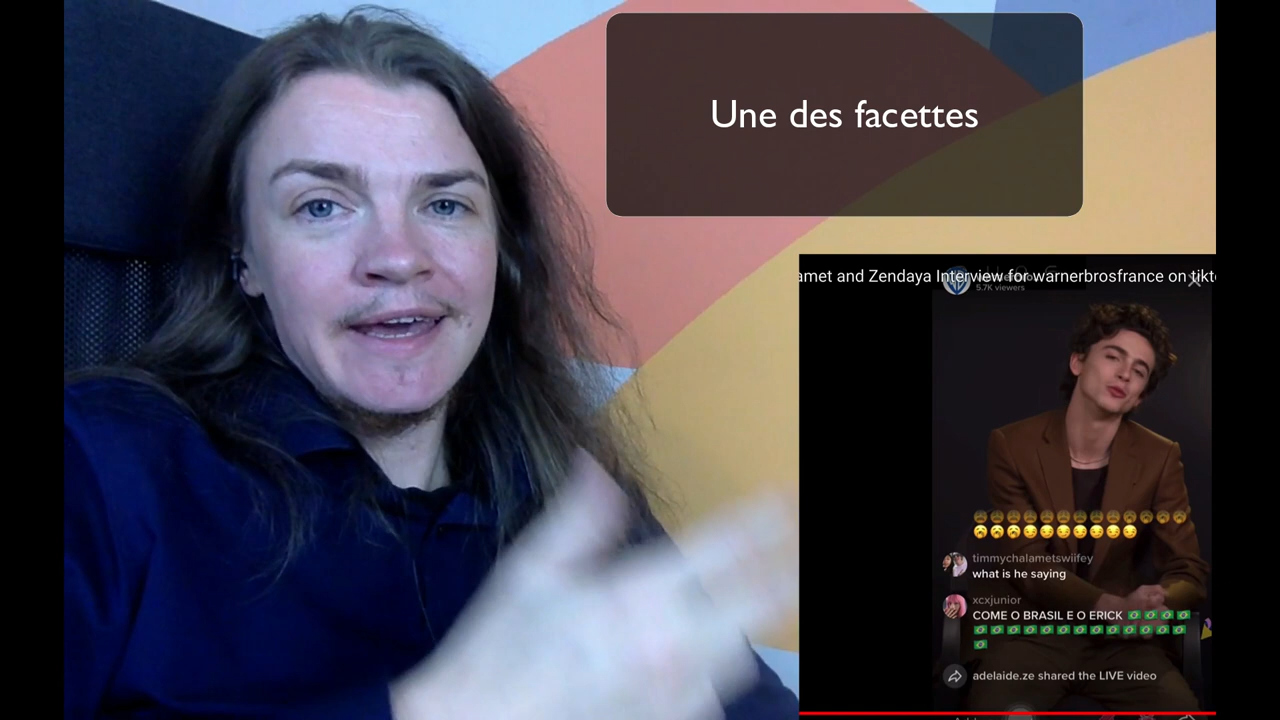 Une des facettes
amet and Zendaya Interview for warnerbrosfrance on tikt
5.7K viewers
timmychalametswiifey
what is he saying
xcxjunior
COME O BRASIL E O ERICK
adelaide.ze shared the LIVE video